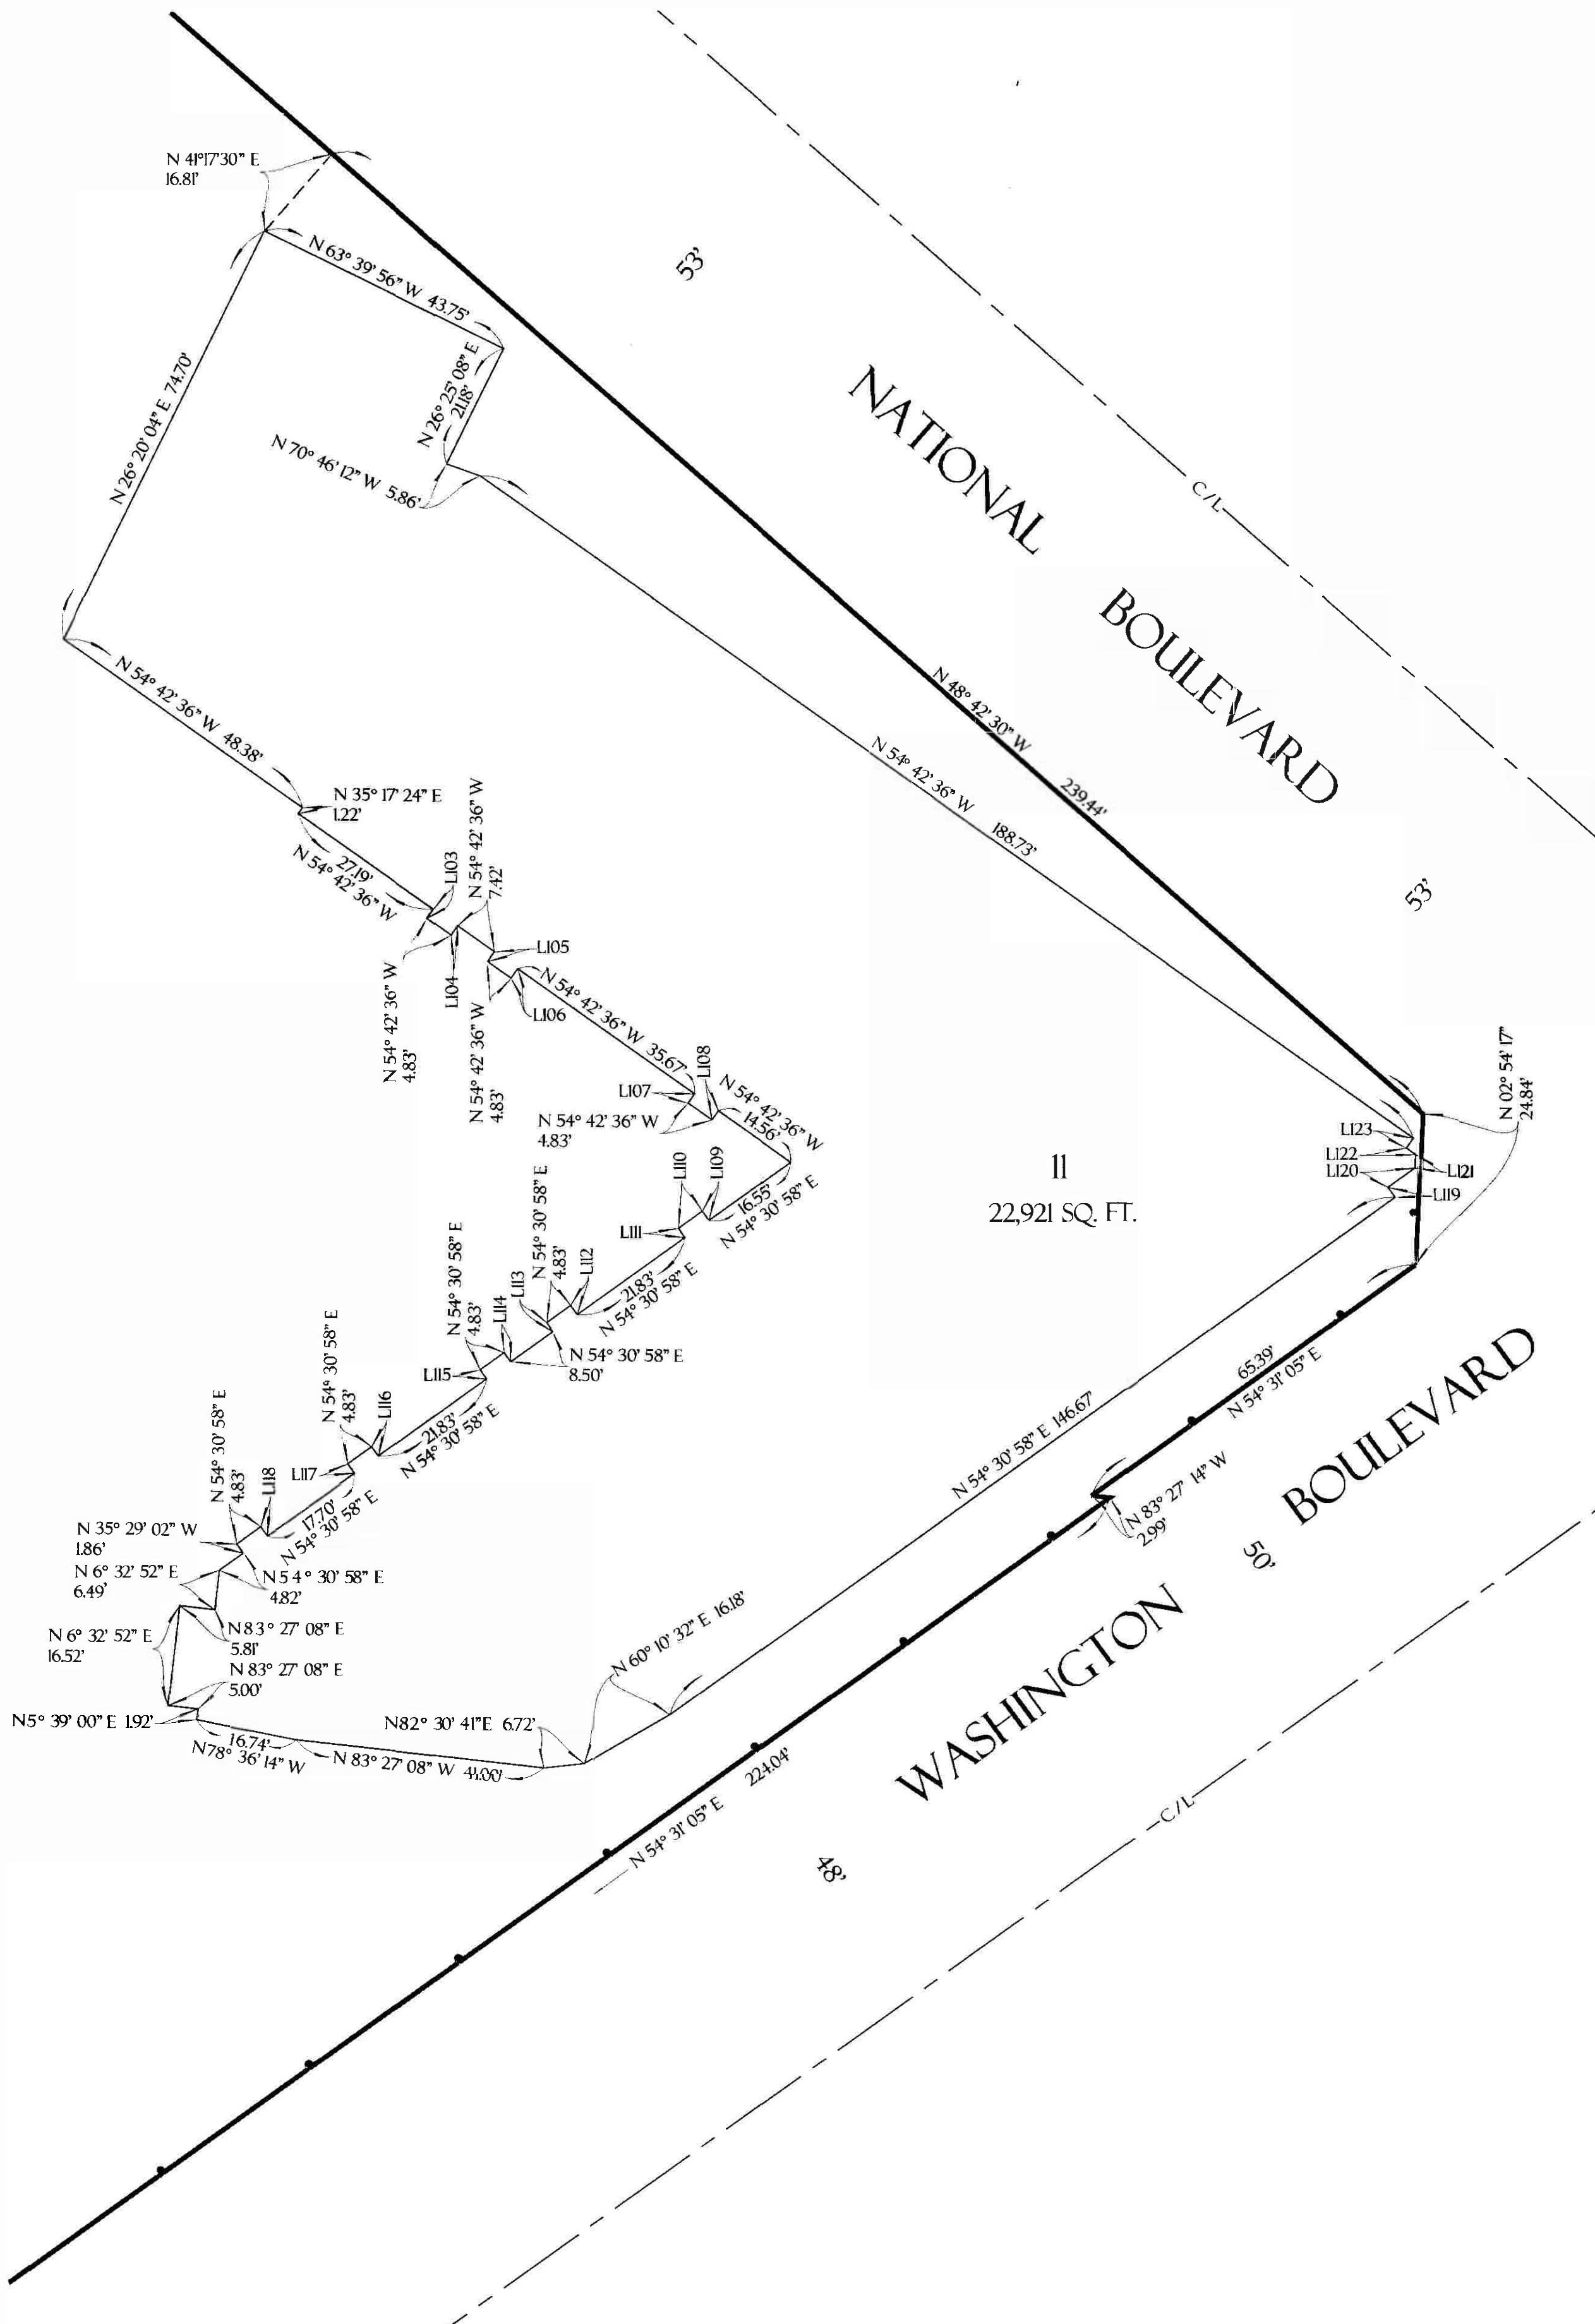 N 41°17'30" E
16.81'
N 63° 39' 56" W 43.75'
53'
N 26° 25' 08" E
21.18'
N 26° 20' 04" E 74.70'
N 70° 46' 12" W 5.86'
NATIONAL BOULEVARD
C/L
N 48° 42' 30" W 239.44'
N 54° 42' 36" W 188.73'
53'
N 54° 42' 36" W 48.38'
N 35° 17' 24" E
1.22'
27.19'
N 54° 42' 36" W
L103
N 54° 42' 36" W
7.42'
L105
L104
N 54° 42' 36" W
4.83'
L106
N 54° 42' 36" W
4.83'
N 54° 42' 36" W 35.67'
L108
L107
N 54° 42' 36" W
4.83'
N 54° 42' 36" W
14.56'
N 02° 54' 17"
24.84'
L123
L122
L120
L121
L119
11
22,921 SQ. FT.
L110
L109
16.55'
N 54° 30' 58" E
L111
N 54° 30' 58" E
4.83'
L112
21.83'
N 54° 30' 58" E
L113
N 54° 30' 58" E
4.83'
L114
N 54° 30' 58" E
8.50'
L115
N 54° 30' 58" E
4.83'
L116
21.83'
N 54° 30' 58" E
L117
N 54° 30' 58" E
4.83'
L118
17.70'
N 54° 30' 58" E
N 35° 29' 02" W
1.86'
N 54° 30' 58" E
4.82'
N 6° 32' 52" E
6.49'
N 83° 27' 08" E
5.81'
N 6° 32' 52" E
16.52'
N 83° 27' 08" E
5.00'
N5° 39' 00" E 1.92'
16.74'
N78° 36' 14" W
N 83° 27' 08" W 41.00'
N82° 30' 41"E 6.72'
N 60° 10' 32" E 16.18'
N 54° 30' 58" E 146.67'
65.39'
N 54° 31' 05" E
N 83° 27' 14" W
2.99'
224.04'
N 54° 31' 05" E
WASHINGTON BOULEVARD
50'
48'
C/L